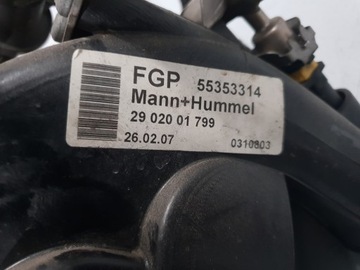 FGP 55353314
Mann+Hummel
29 020 01 799
26.02.07 0310803